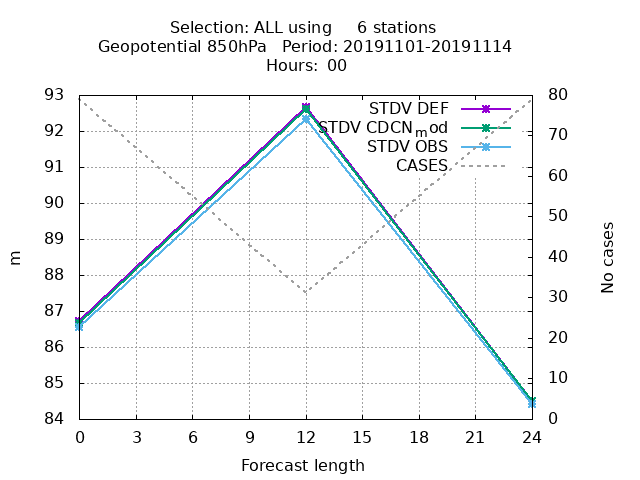 Selection: ALL using     6 stations
Geopotential 850hPa   Period: 20191101-20191114
Hours: 00
STDV DEF
STDV CDCNmod
STDV OBS
CASES
93
92
91
90
89
88
87
86
85
84
m
80
70
60
50
40
30
20
10
0
No cases
0 3 6 9 12 15 18 21 24
Forecast length